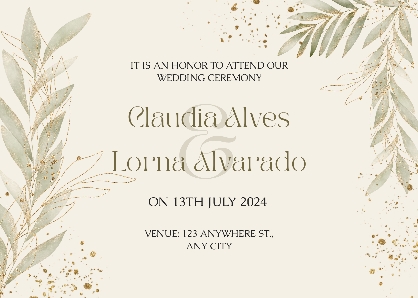 IT IS AN HONOR TO ATTEND OUR
WEDDING CEREMONY
Claudia Alves
&
Lorna Alvarado
ON 13TH JULY 2024
VENUE: 123 ANYWHERE ST.,
ANY CITY